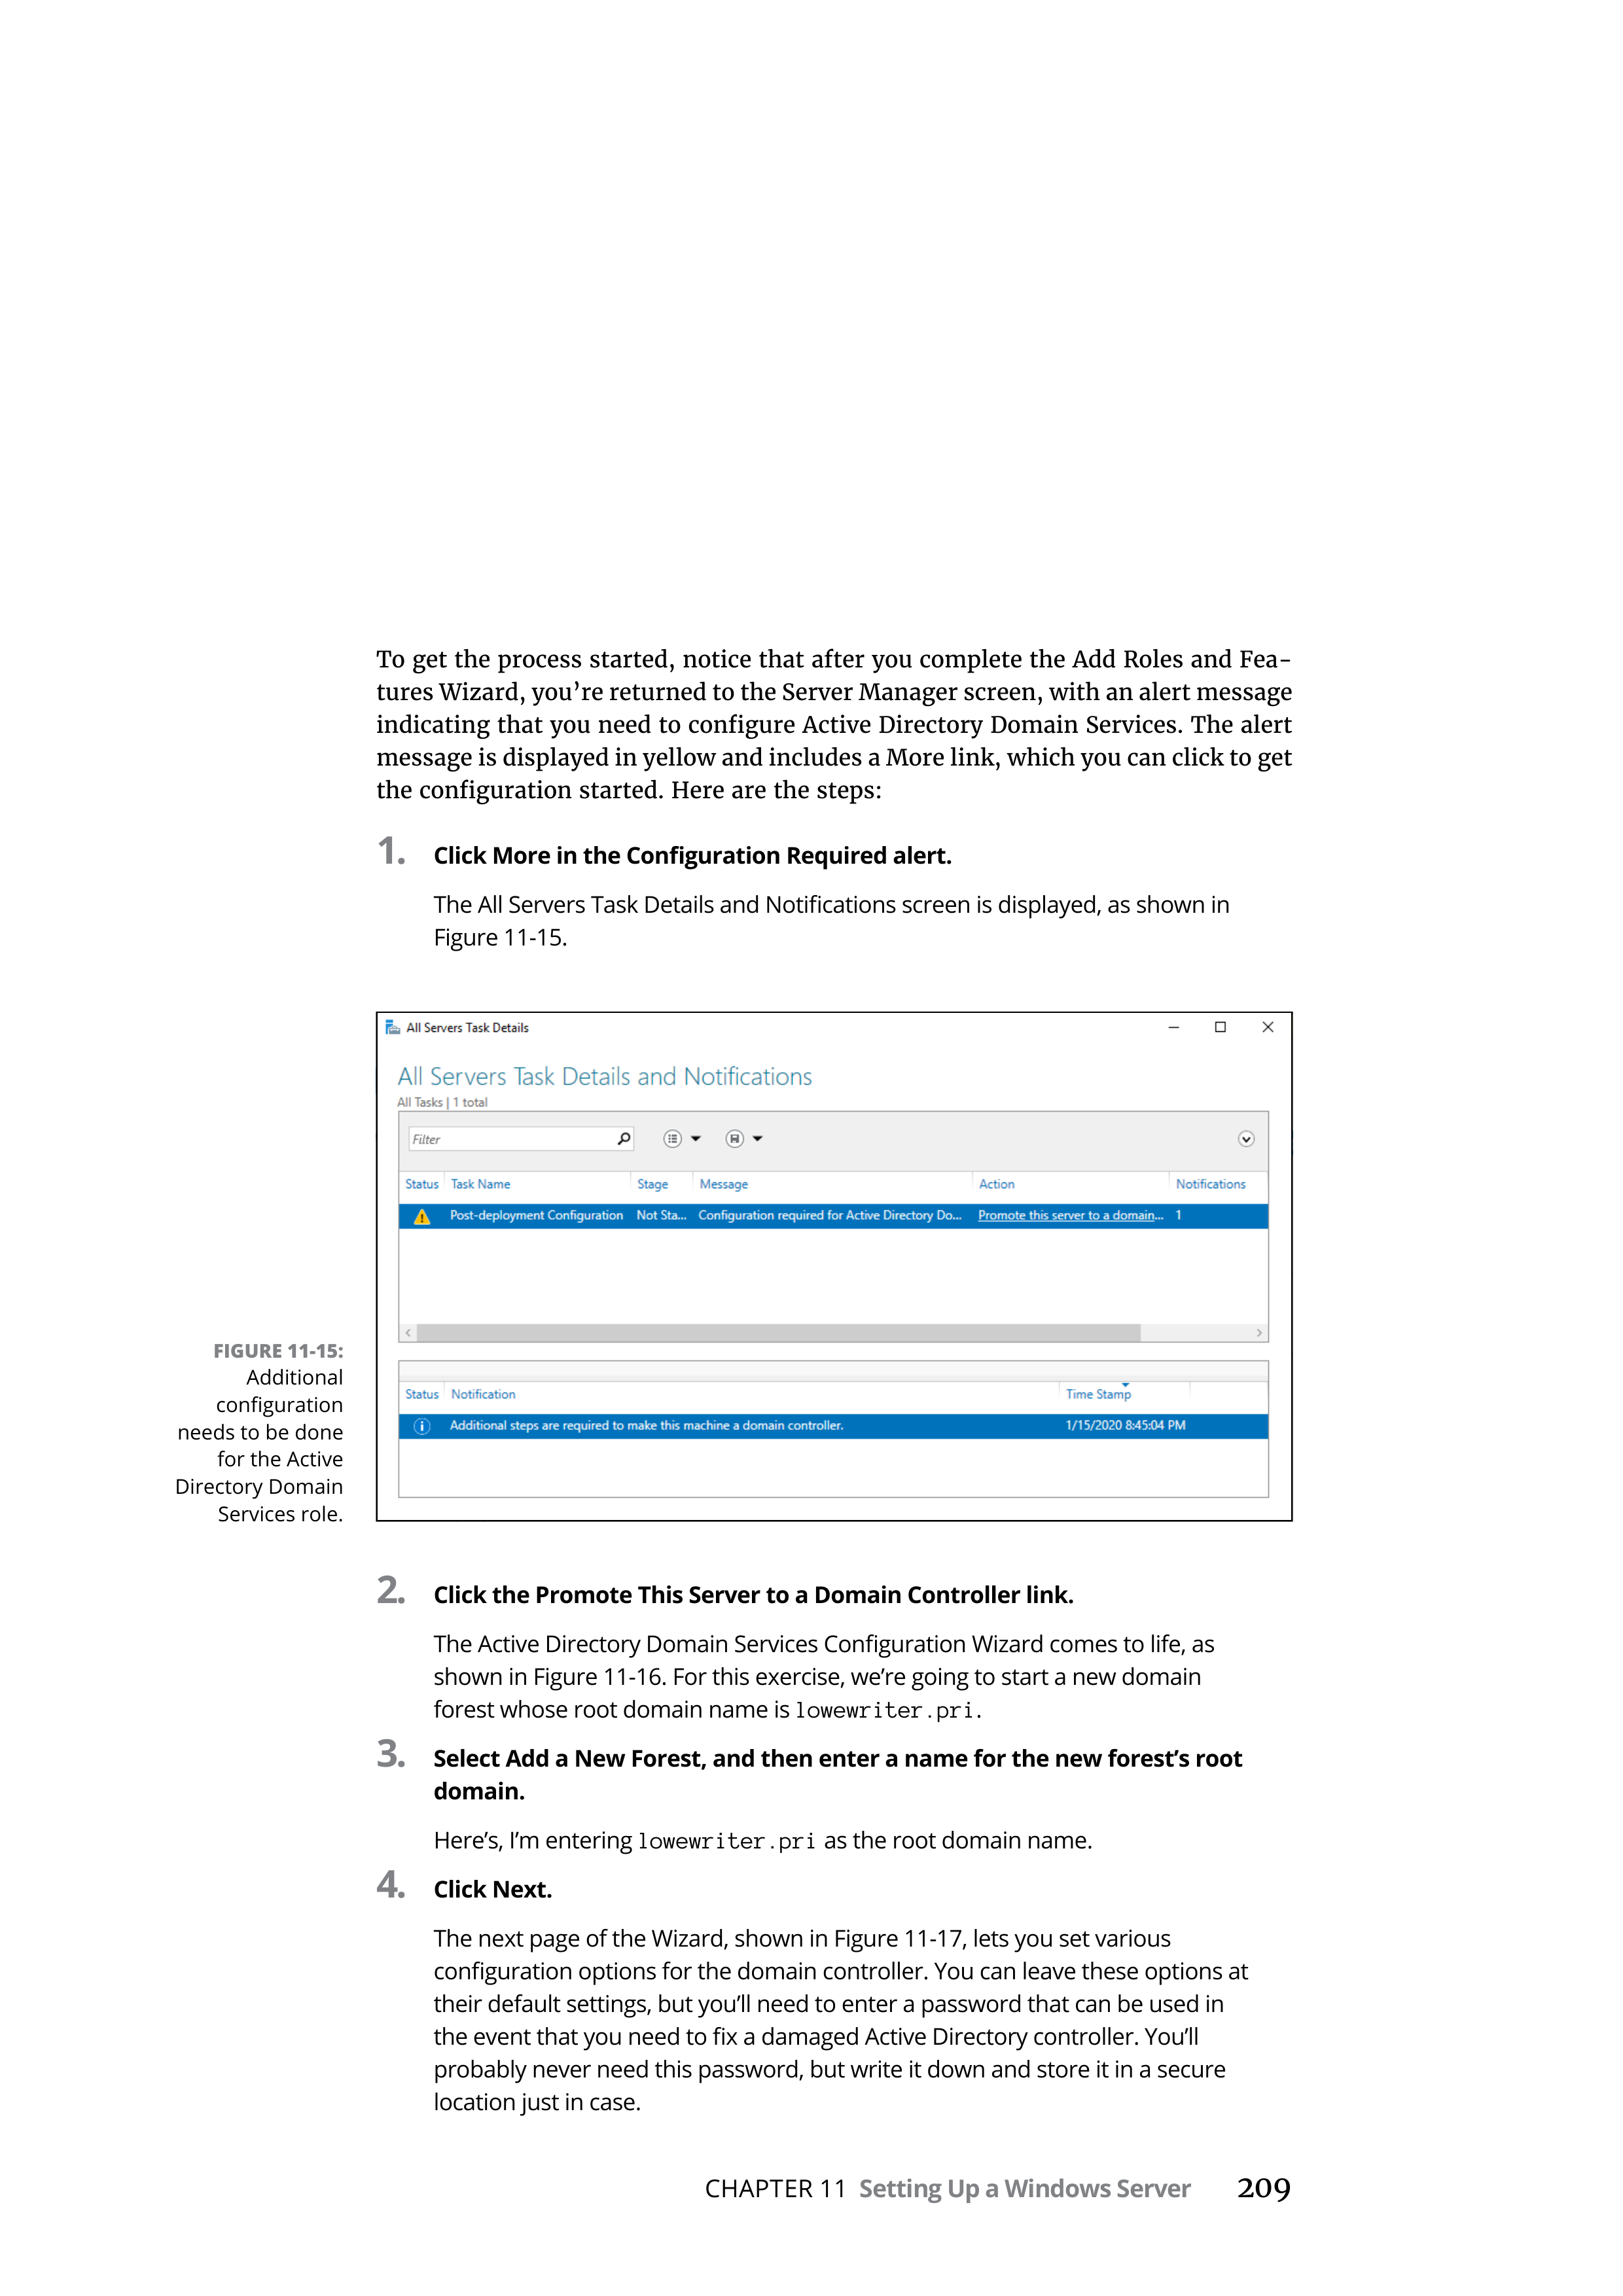 To get the process started, notice that after you complete the Add Roles and Fea-
tures Wizard, you’re returned to the Server Manager screen, with an alert message
indicating that you need to configure Active Directory Domain Services. The alert
message is displayed in yellow and includes a More link, which you can click to get
the configuration started. Here are the steps:
1. Click More in the Configuration Required alert.
The All Servers Task Details and Notifications screen is displayed, as shown in
Figure 11-15.
All Servers Task Details
All Servers Task Details and Notifications
All Tasks | 1 total
Filter
Status Task Name Stage Message Action Notifications
Post-deployment Configuration Not Sta... Configuration required for Active Directory Do... Promote this server to a domain... 1
Status Notification Time Stamp
Additional steps are required to make this machine a domain controller. 1/15/2020 8:45:04 PM
FIGURE 11-15:
Additional
configuration
needs to be done
for the Active
Directory Domain
Services role.
2. Click the Promote This Server to a Domain Controller link.
The Active Directory Domain Services Configuration Wizard comes to life, as
shown in Figure 11-16. For this exercise, we’re going to start a new domain
forest whose root domain name is lowewriter.pri.
3. Select Add a New Forest, and then enter a name for the new forest’s root
domain.
Here’s, I’m entering lowewriter.pri as the root domain name.
4. Click Next.
The next page of the Wizard, shown in Figure 11-17, lets you set various
configuration options for the domain controller. You can leave these options at
their default settings, but you’ll need to enter a password that can be used in
the event that you need to fix a damaged Active Directory controller. You’ll
probably never need this password, but write it down and store it in a secure
location just in case.
CHAPTER 11 Setting Up a Windows Server 209